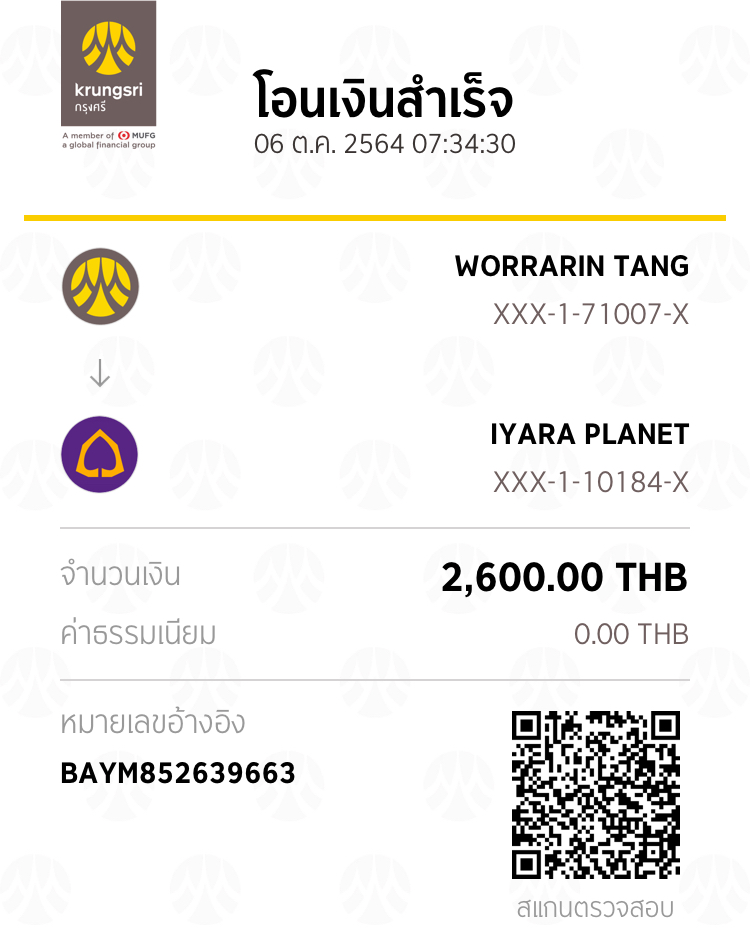 krungsri
กรุงศรี
A member of MUFG
a global financial group
โอนเงินสำเร็จ
06 ต.ค. 2564 07:34:30
WORRARIN TANG
XXX-1-71007-X
IYARA PLANET
XXX-1-10184-X
จำนวนเงิน 2,600.00 THB
ค่าธรรมเนียม 0.00 THB
หมายเลขอ้างอิง
BAYM852639663
สแกนตรวจสอบ